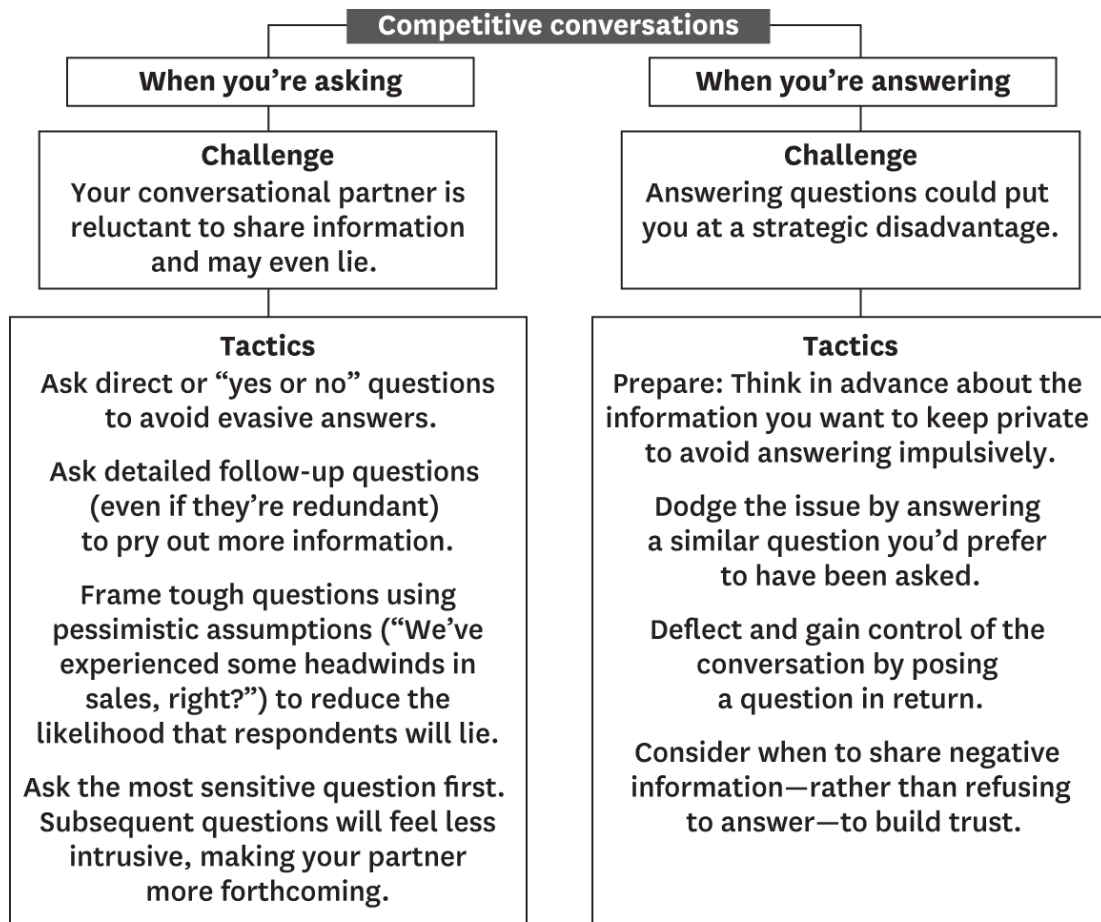 Competitive conversations
When you’re asking
Challenge
Your conversational partner is
reluctant to share information
and may even lie.
Tactics
Ask direct or “yes or no” questions
to avoid evasive answers.
Ask detailed follow-up questions
(even if they’re redundant)
to pry out more information.
Frame tough questions using
pessimistic assumptions (“We’ve
experienced some headwinds in
sales, right?”) to reduce the
likelihood that respondents will lie.
Ask the most sensitive question first.
Subsequent questions will feel less
intrusive, making your partner
more forthcoming.
When you’re answering
Challenge
Answering questions could put
you at a strategic disadvantage.
Tactics
Prepare: Think in advance about the
information you want to keep private
to avoid answering impulsively.
Dodge the issue by answering
a similar question you’d prefer
to have been asked.
Deflect and gain control of the
conversation by posing
a question in return.
Consider when to share negative
information—rather than refusing
to answer—to build trust.